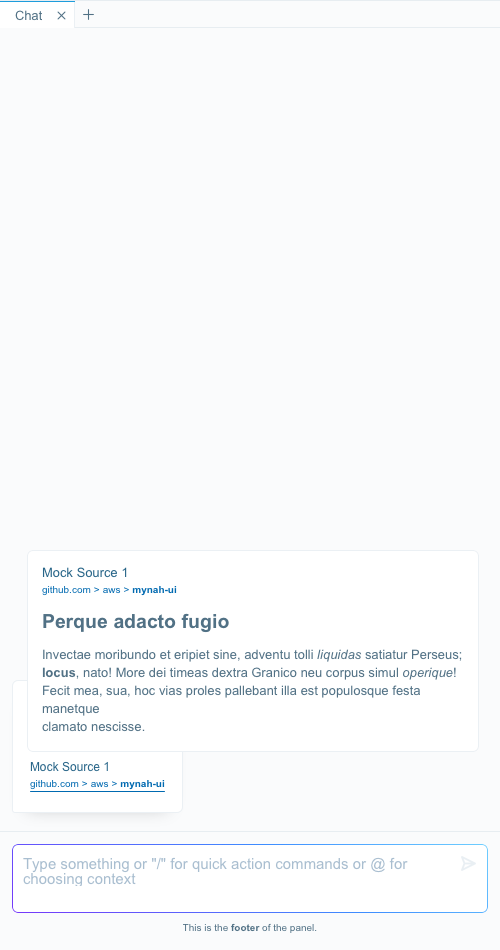 Chat
Mock Source 1
github.com > aws > mynah-ui
Perque adacto fugio
Invectae moribundo et eripiet sine, adventu tolli liquidas satiatur Perseus;
locus, nato! More dei timeas dextra Granico neu corpus simul operique!
Fecit mea, sua, hoc vias proles pallebant illa est populosque festa
manetque
clamato nescisse.
Mock Source 1
github.com > aws > mynah-ui
Type something or "/" for quick action commands or @ for
choosing context
This is the footer of the panel.